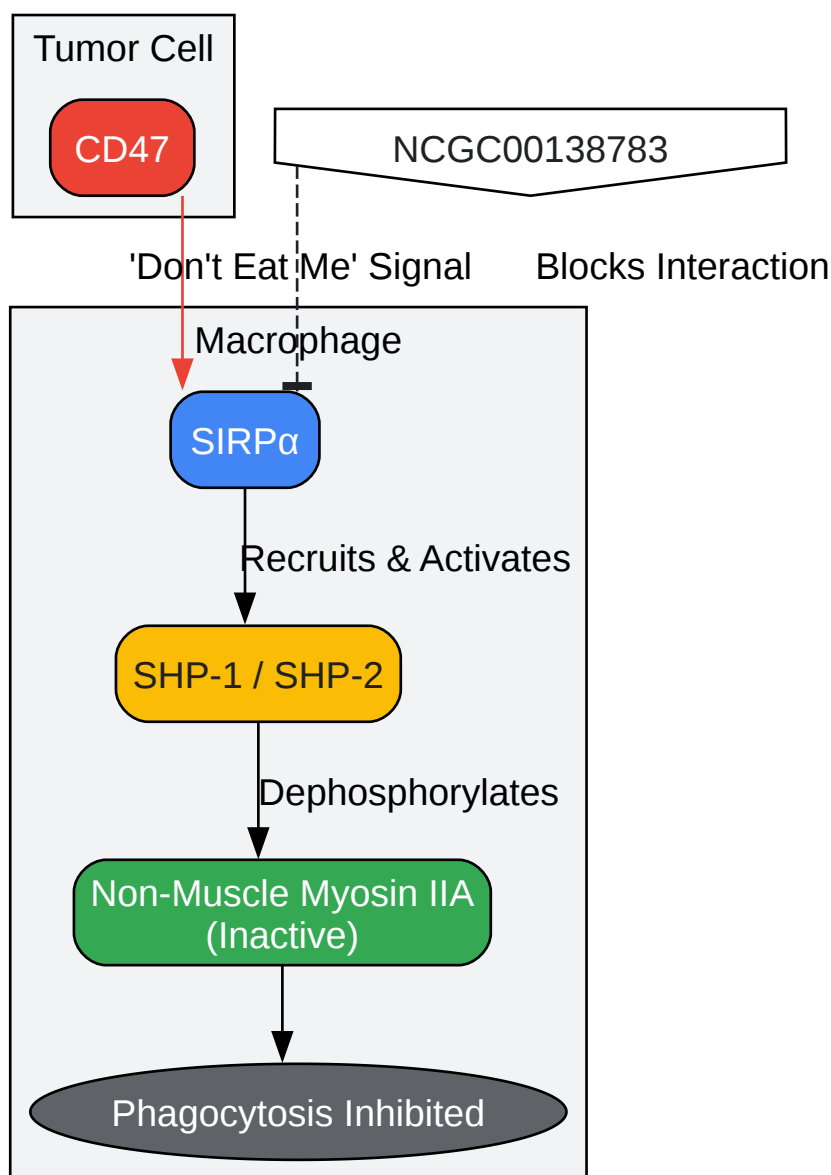 Tumor Cell
CD47
NCGC00138783
'Don't Eat Me' Signal
Blocks Interaction
Macrophage
SIRPα
Recruits & Activates
SHP-1 / SHP-2
Dephosphorylates
Non-Muscle Myosin IIA
(Inactive)
Phagocytosis Inhibited